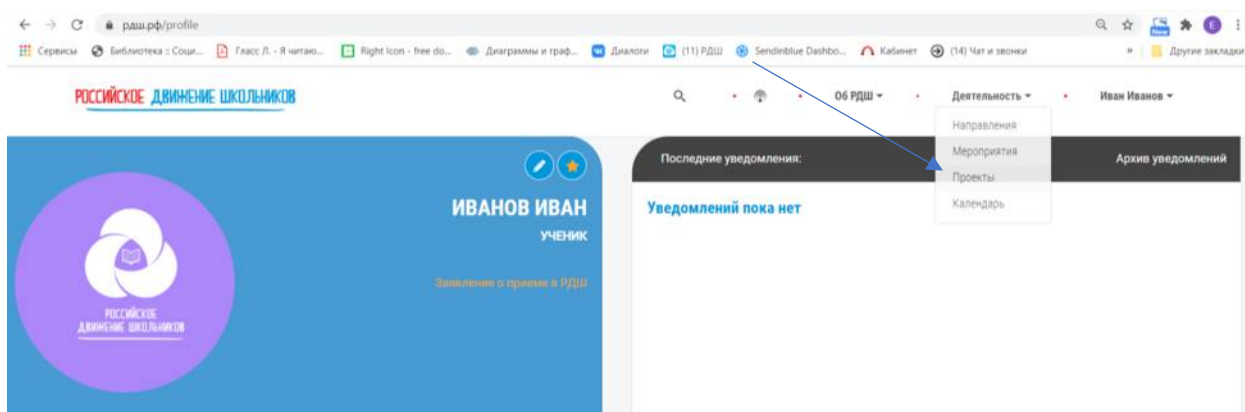 рдш.рф/profile
Сервисы Библиотека :: Соци... Гласс Л. - Я читаю... Right Icon - free do... Диаграммы и граф... Диалоги (11) РДШ Sendinblue Dashbo... Кабинет (14) Чат и звонки » Другие закладки
New E
РОССИЙСКОЕ ДВИЖЕНИЕ ШКОЛЬНИКОВ
Об РДШ Деятельность Иван Иванов
Направления
Мероприятия
Проекты
Календарь
Последние уведомления: Архив уведомлений
Уведомлений пока нет
ИВАНОВ ИВАН
УЧЕНИК
Заявление о приеме в РДШ
РОССИЙСКОЕ
ДВИЖЕНИЕ ШКОЛЬНИКОВ